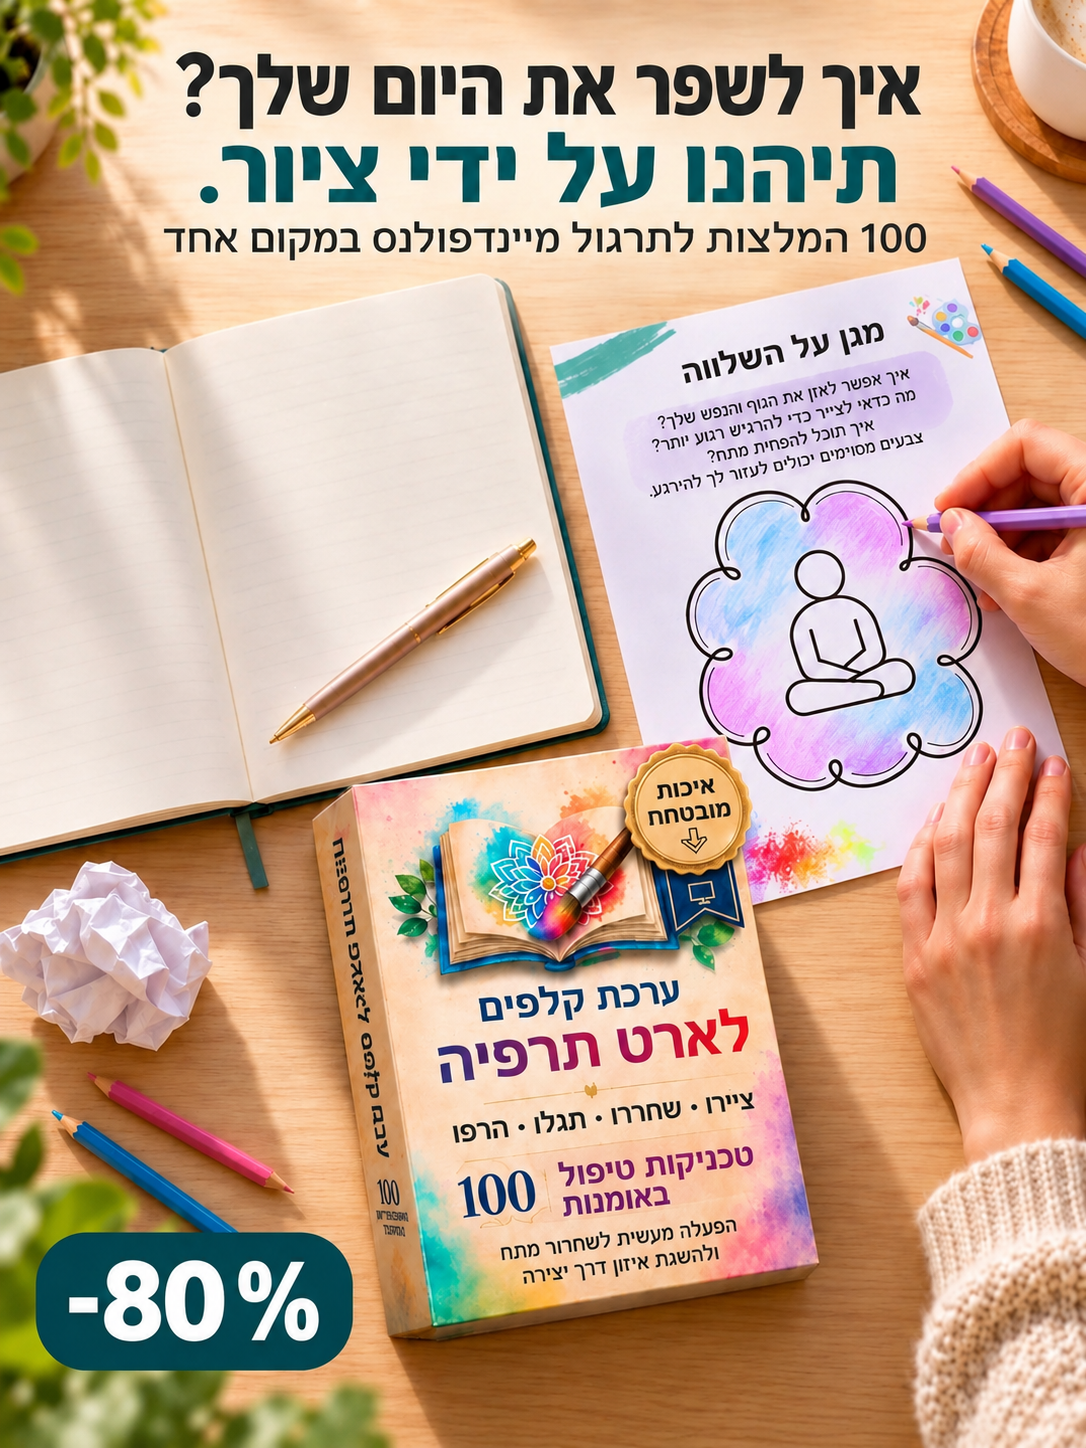 איך לשפר את היום שלך?
תיהנו על ידי ציור.
100 המלצות לתרגול מיינדפולנס במקום אחד
מגן על השלווה
איך אפשר לאזן את הגוף והנפש שלך?
מה כדאי לצייר כדי להרגיש רגוע יותר?
איך תוכל להפחית מתח?
צבעים מסוימים יכולים לעזור לך להירגע.
איכות
מובטחת
ערכת קלפים
לארט תרפיה
ציירו • שחררו • תגלו • הרפו
100
טכניקות טיפול
באומנות
הפעלה מעשית לשחרור מתח
ולהשגת איזון דרך יצירה
100
-80%